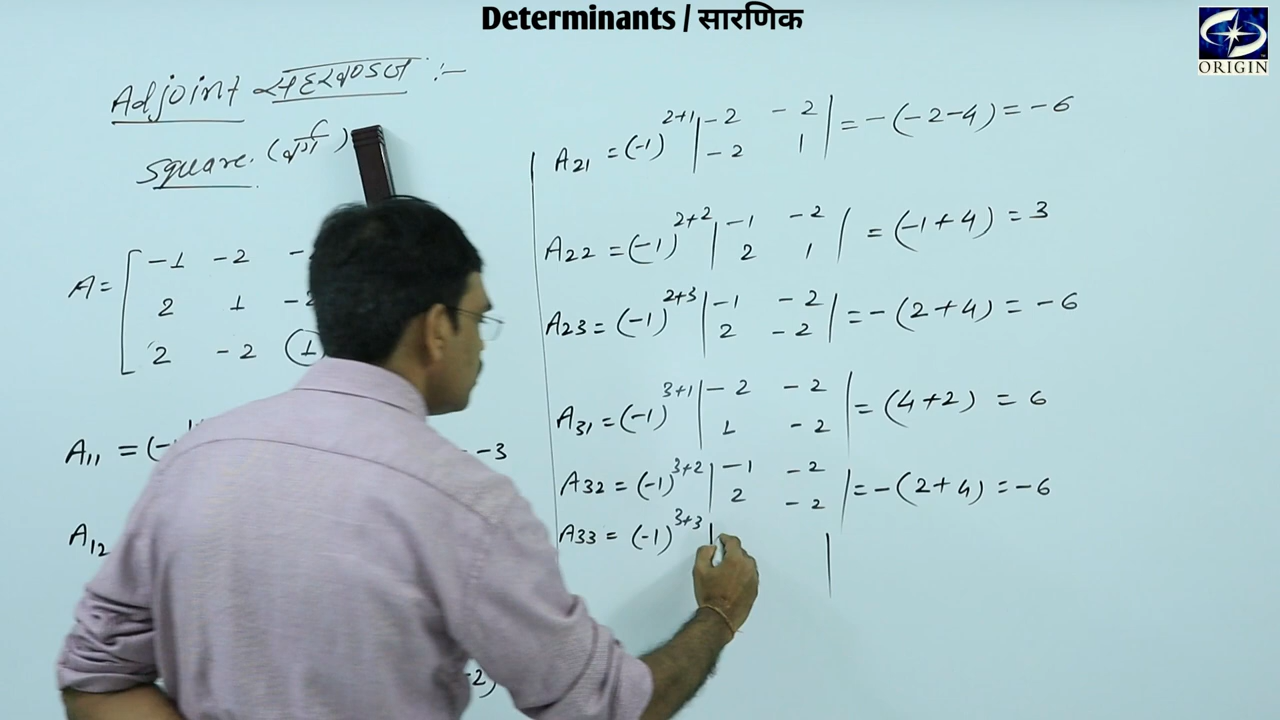 Determinants / सारणिक
ORIGIN
Adjoint सहखण्डज :-
Square. (वर्ग)
A = [ -1 -2 -
2 1 -2
2 -2 1
A11 = (-1 -3
A12
2)
A21 = (-1)^2+1 | -2 -2 | = -(-2-4) = -6
-2 1
A22 = (-1)^2+2 | -1 -2 | = (-1+4) = 3
2 1
A23 = (-1)^2+3 | -1 -2 | = -(2+4) = -6
2 -2
A31 = (-1)^3+1 | -2 -2 | = (4+2) = 6
1 -2
A32 = (-1)^3+2 | -1 -2 | = -(2+4) = -6
2 -2
A33 = (-1)^3+3 | |